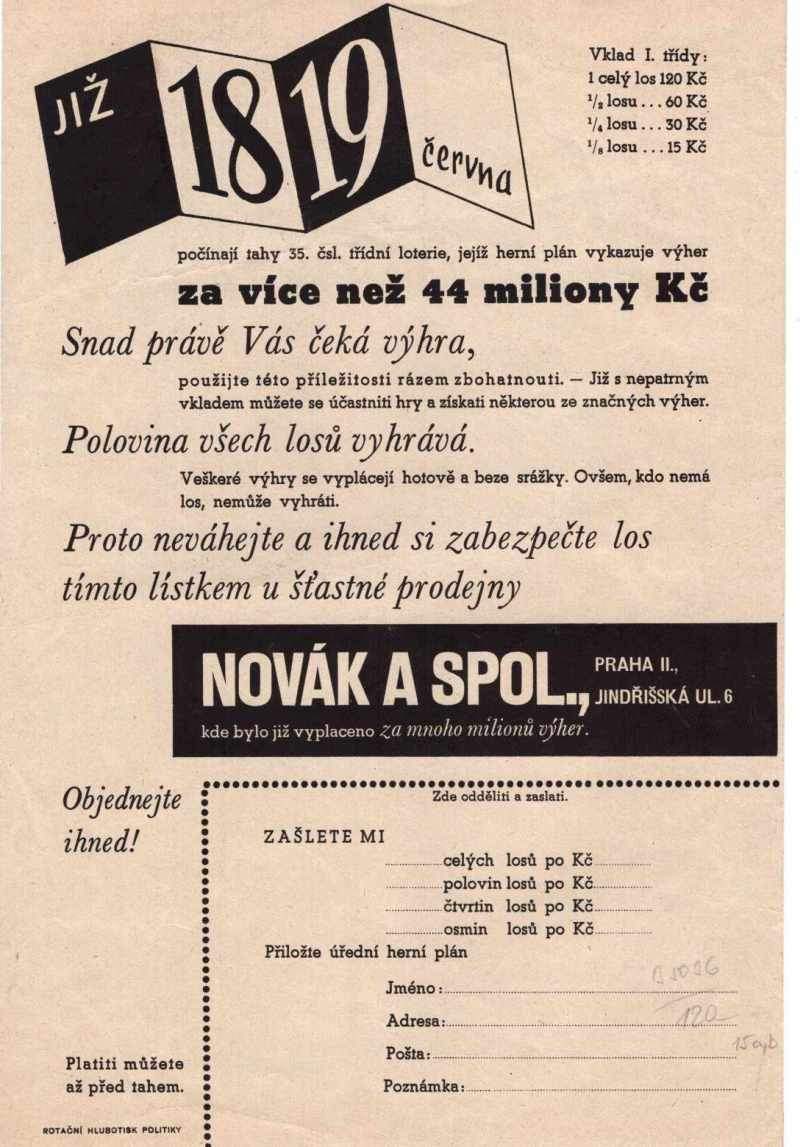 JIŽ 18 19 června
Vklad I. třídy:
1 celý los 120 Kč
1/2 losu ... 60 Kč
1/4 losu ... 30 Kč
1/8 losu ... 15 Kč
počínají tahy 35. čsl. třídní loterie, jejíž herní plán vykazuje výher
za více než 44 miliony Kč
Snad právě Vás čeká výhra,
použijte této příležitosti rázem zbohatnouti. — Již s nepatrným
vkladem můžete se účastniti hry a získati některou ze značných výher.
Polovina všech losů vyhrává.
Veškeré výhry se vyplácejí hotově a beze srážky. Ovšem, kdo nemá
los, nemůže vyhráti.
Proto neváhejte a ihned si zabezpečte los
tímto lístkem u šťastné prodejny
NOVÁK A SPOL., PRAHA II.,
JINDŘIŠSKÁ UL. 6
kde bylo již vyplaceno za mnoho milionů výher.
Objednejte
ihned!
Zde odděliti a zaslati.
ZAŠLETE MI
celých losů po Kč
polovin losů po Kč
čtvrtin losů po Kč
osmin losů po Kč
Přiložte úřední herní plán
Jméno:
Adresa:
120
Pošta:
Poznámka:
Platiti můžete
až před tahem.
ROTAČNÍ HLUBOTISK POLITIKY